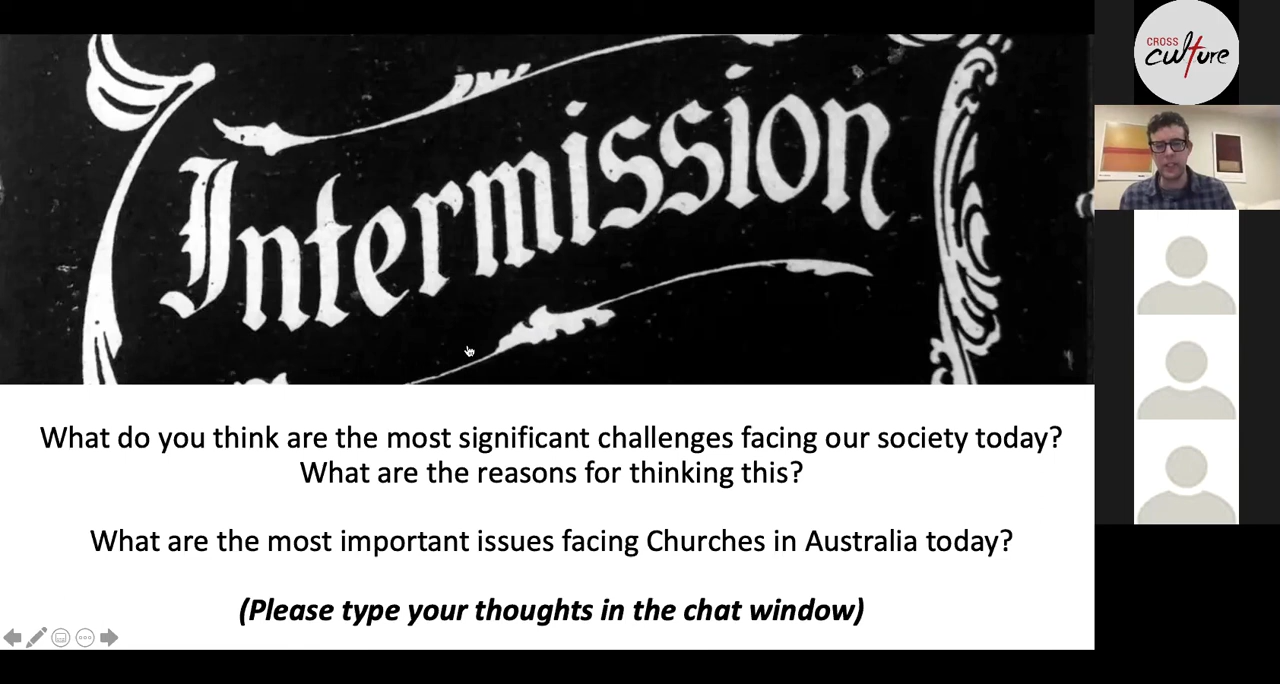 Intermission
What do you think are the most significant challenges facing our society today?
What are the reasons for thinking this?
What are the most important issues facing Churches in Australia today?
(Please type your thoughts in the chat window)
CROSS
culture